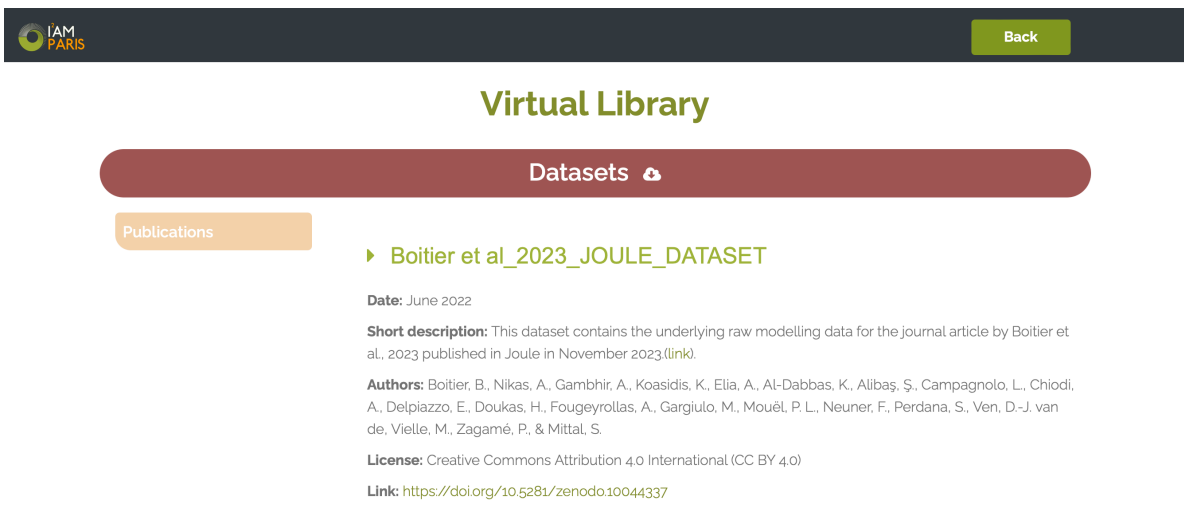 I²AM
PARIS
Back
Virtual Library
Datasets
Publications
Boitier et al_2023_JOULE_DATASET
Date: June 2022
Short description: This dataset contains the underlying raw modelling data for the journal article by Boitier et
al., 2023 published in Joule in November 2023.(link).
Authors: Boitier, B., Nikas, A., Gambhir, A., Koasidis, K., Elia, A., Al-Dabbas, K., Alibaş, Ş., Campagnolo, L., Chiodi,
A., Delpiazzo, E., Doukas, H., Fougeyrollas, A., Gargiulo, M., Mouël, P. L., Neuner, F., Perdana, S., Ven, D.-J. van
de, Vielle, M., Zagamé, P., & Mittal, S.
License: Creative Commons Attribution 4.0 International (CC BY 4.0)
Link: https://doi.org/10.5281/zenodo.10044337